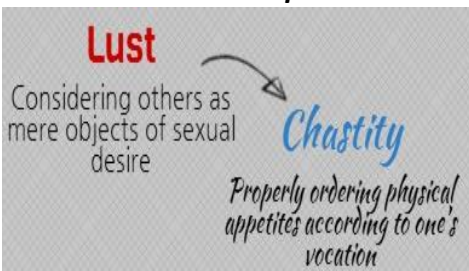 Lust
Considering others as
mere objects of sexual
desire
Chastity
Properly ordering physical
appetites according to one's
vocation